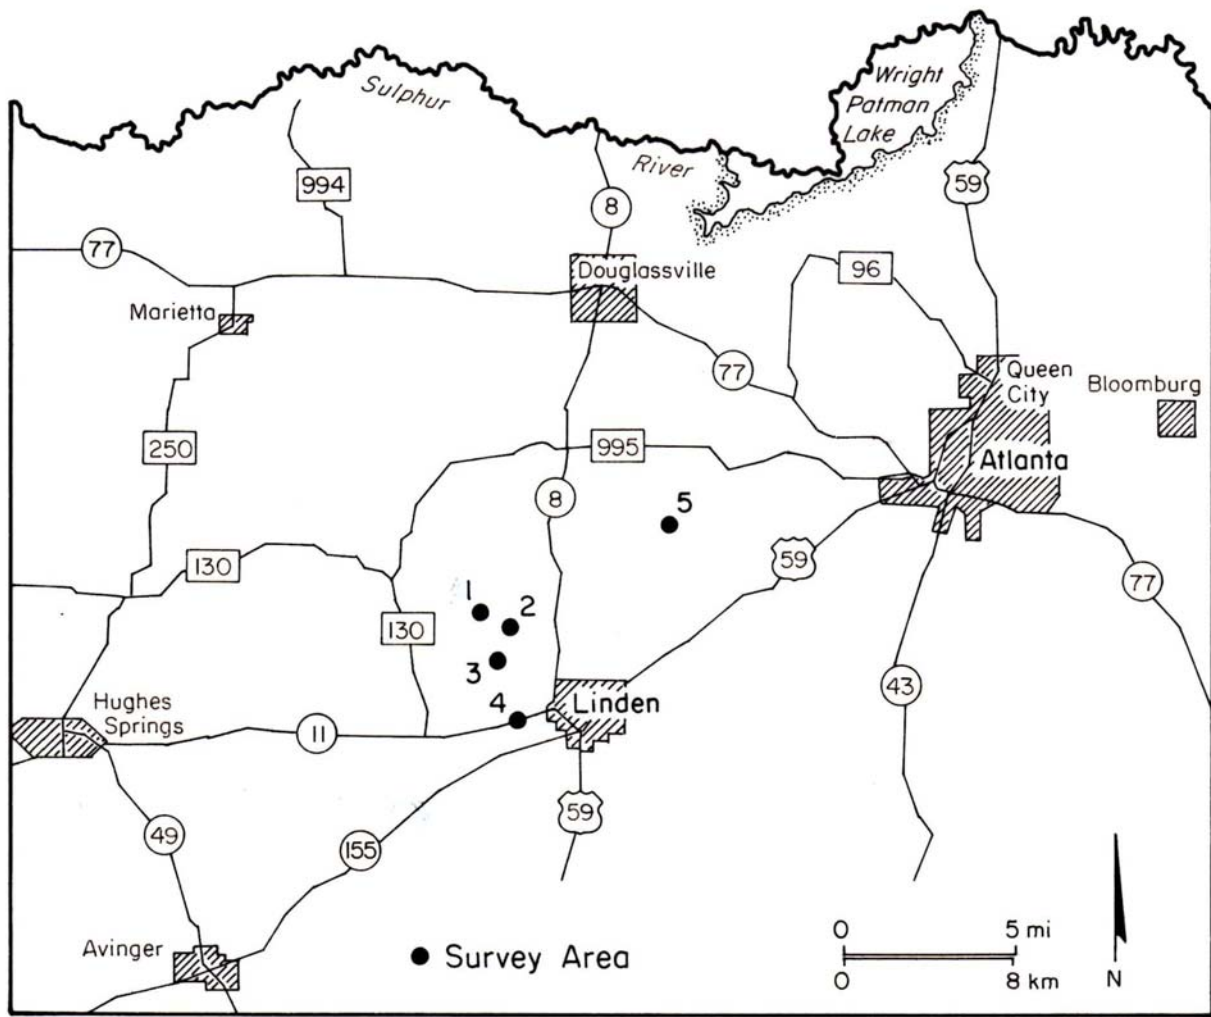 Sulphur
River
Wright
Patman
Lake
59
994
8
77
Douglassville
96
Marietta
77
Queen
City
Bloomburg
250
995
Atlanta
8
5
59
130
77
1
2
130
3
43
Hughes
Springs
4
Linden
11
59
49
155
Avinger
Survey Area
0 5 mi
0 8 km
N